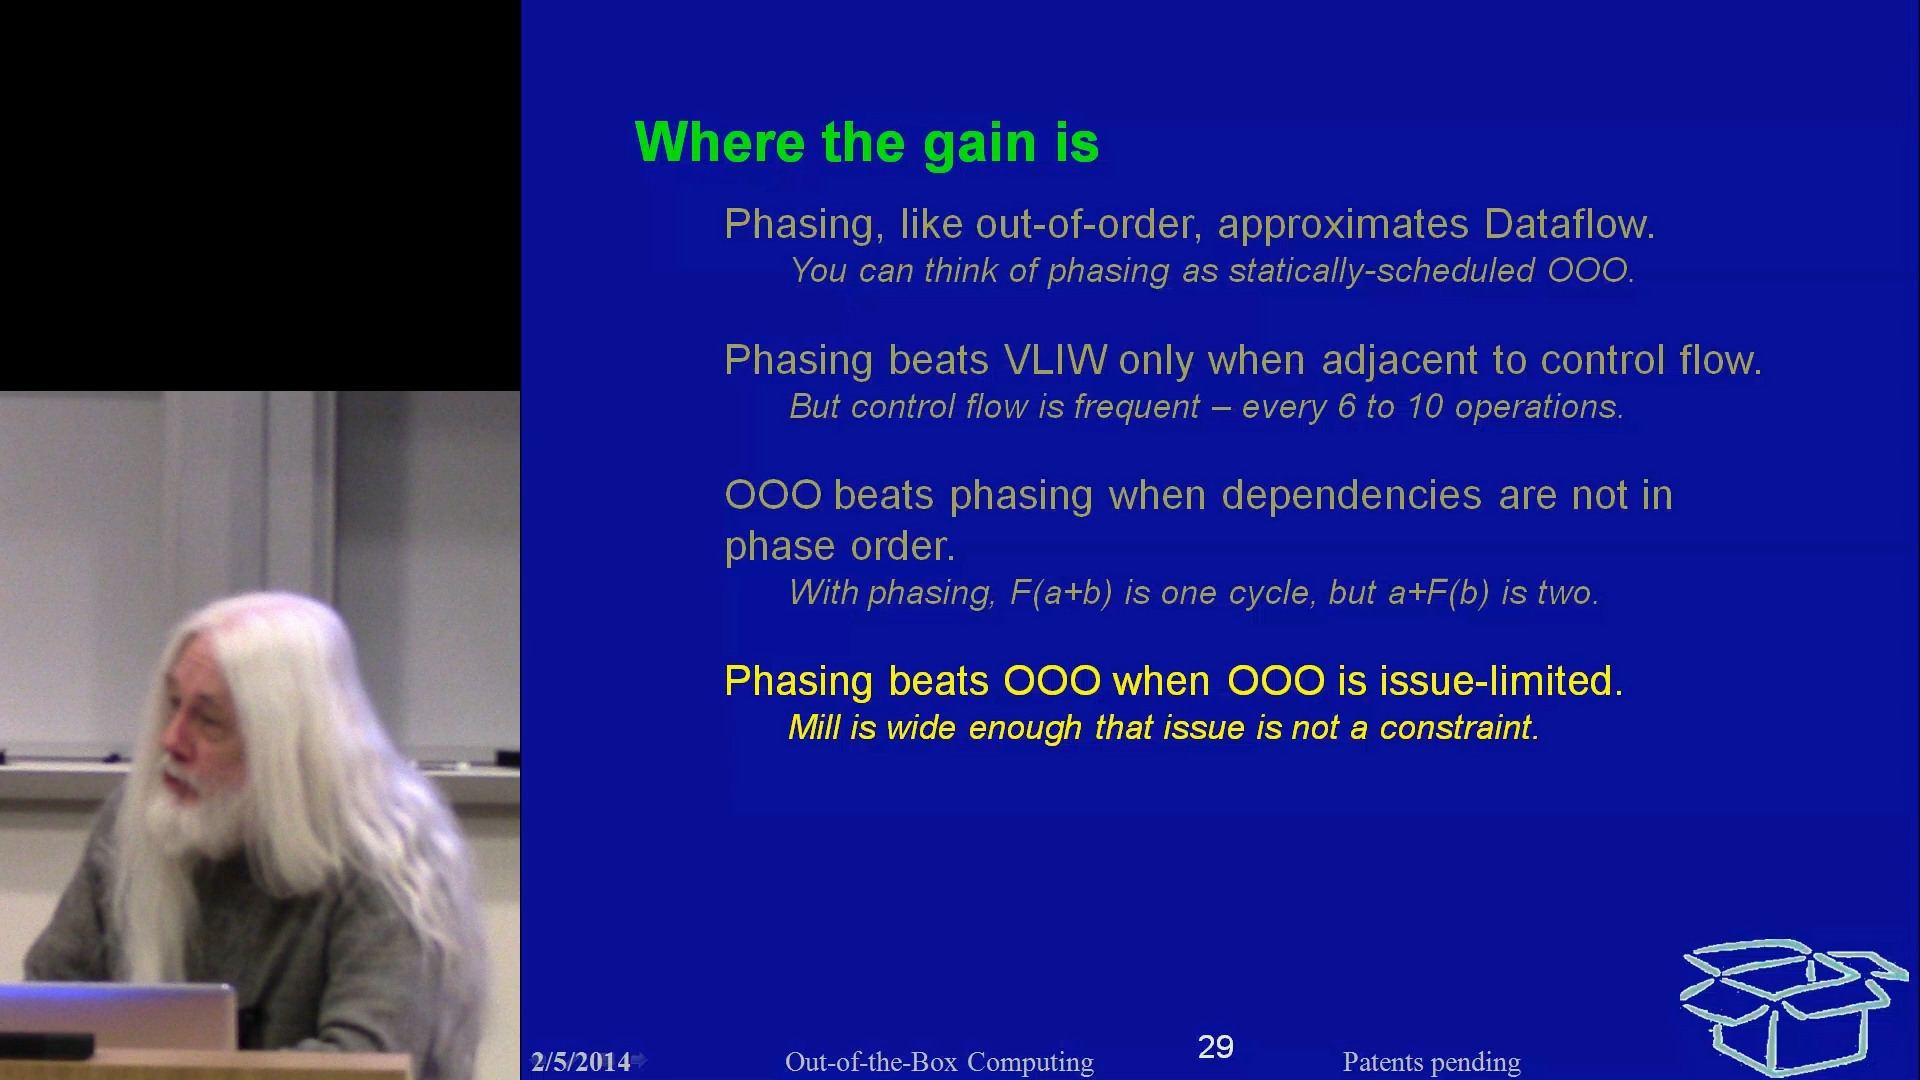 Where the gain is
Phasing, like out-of-order, approximates Dataflow.
You can think of phasing as statically-scheduled OOO.
Phasing beats VLIW only when adjacent to control flow.
But control flow is frequent – every 6 to 10 operations.
OOO beats phasing when dependencies are not in
phase order.
With phasing, F(a+b) is one cycle, but a+F(b) is two.
Phasing beats OOO when OOO is issue-limited.
Mill is wide enough that issue is not a constraint.
2/5/2014
Out-of-the-Box Computing
29
Patents pending